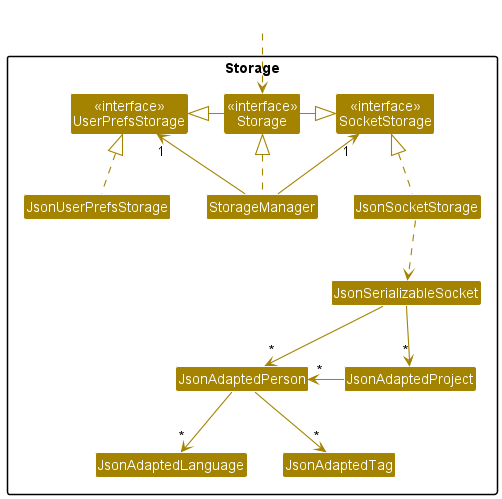 Storage
«interface»
UserPrefsStorage
«interface»
Storage
«interface»
SocketStorage
1
1
JsonUserPrefsStorage
StorageManager
JsonSocketStorage
JsonSerializableSocket
*
*
JsonAdaptedPerson
*
JsonAdaptedProject
*
*
JsonAdaptedLanguage
JsonAdaptedTag